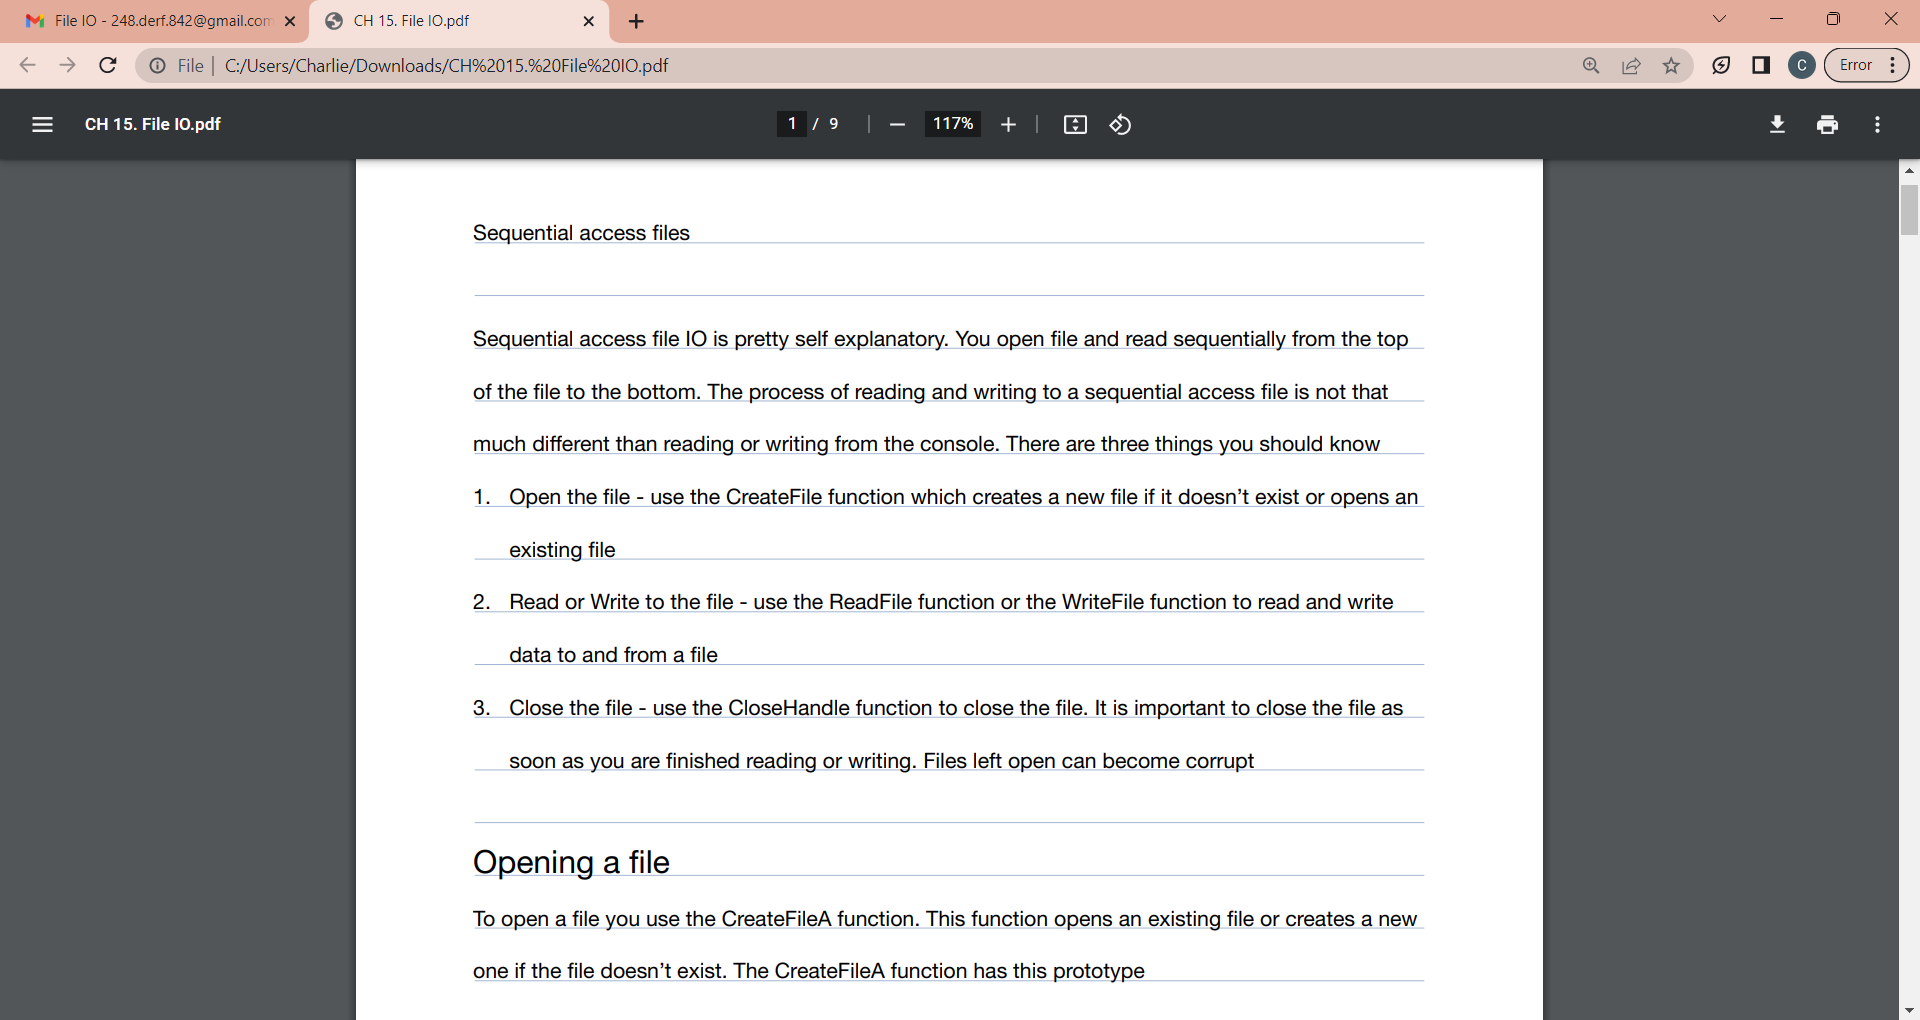 File IO - 248.derf.842@gmail.com
CH 15. File IO.pdf
File | C:/Users/Charlie/Downloads/CH%2015.%20File%20IO.pdf
C
Error
CH 15. File IO.pdf
1 / 9
117%
Sequential access files
Sequential access file IO is pretty self explanatory. You open file and read sequentially from the top
of the file to the bottom. The process of reading and writing to a sequential access file is not that
much different than reading or writing from the console. There are three things you should know
1. Open the file - use the CreateFile function which creates a new file if it doesn’t exist or opens an
existing file
2. Read or Write to the file - use the ReadFile function or the WriteFile function to read and write
data to and from a file
3. Close the file - use the CloseHandle function to close the file. It is important to close the file as
soon as you are finished reading or writing. Files left open can become corrupt
Opening a file
To open a file you use the CreateFileA function. This function opens an existing file or creates a new
one if the file doesn’t exist. The CreateFileA function has this prototype